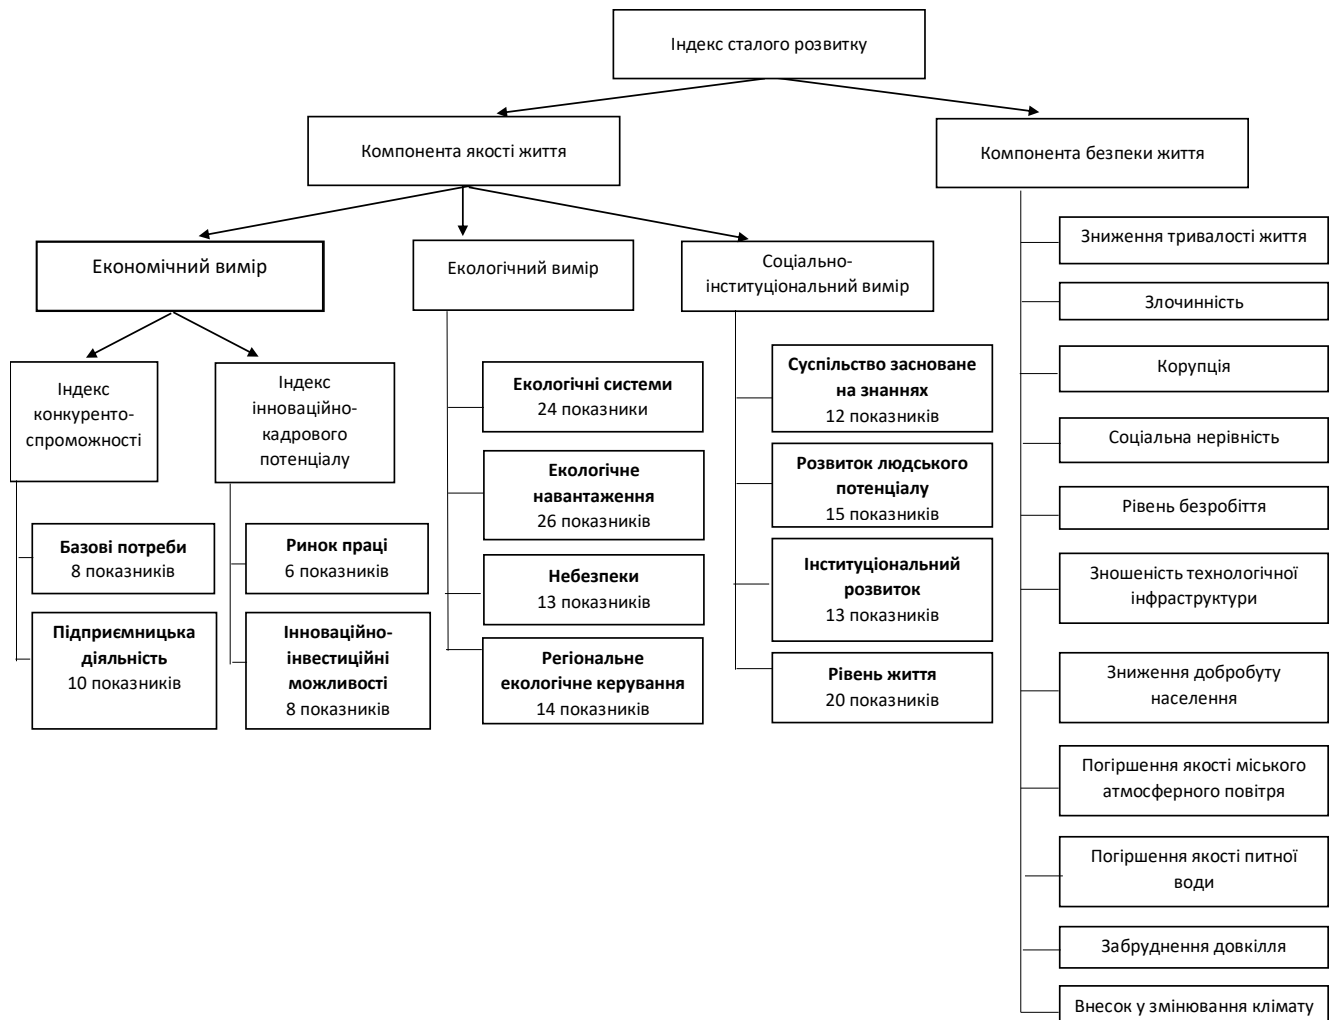 Індекс сталого розвитку
Компонента якості життя
Компонента безпеки життя
Економічний вимір
Екологічний вимір
Соціально-
інституціональний вимір
Індекс
конкуренто-
спроможності
Індекс
інноваційно-
кадрового
потенціалу
Базові потреби
8 показників
Підприємницька
діяльність
10 показників
Ринок праці
6 показників
Інноваційно-
інвестиційні
можливості
8 показників
Екологічні системи
24 показники
Екологічне
навантаження
26 показників
Небезпеки
13 показників
Регіональне
екологічне керування
14 показників
Суспільство засноване
на знаннях
12 показників
Розвиток людського
потенціалу
15 показників
Інституціональний
розвиток
13 показників
Рівень життя
20 показників
Зниження тривалості життя
Злочинність
Корупція
Соціальна нерівність
Рівень безробіття
Зношеність технологічної
інфраструктури
Зниження добробуту
населення
Погіршення якості міського
атмосферного повітря
Погіршення якості питної
води
Забруднення довкілля
Внесок у змінювання клімату